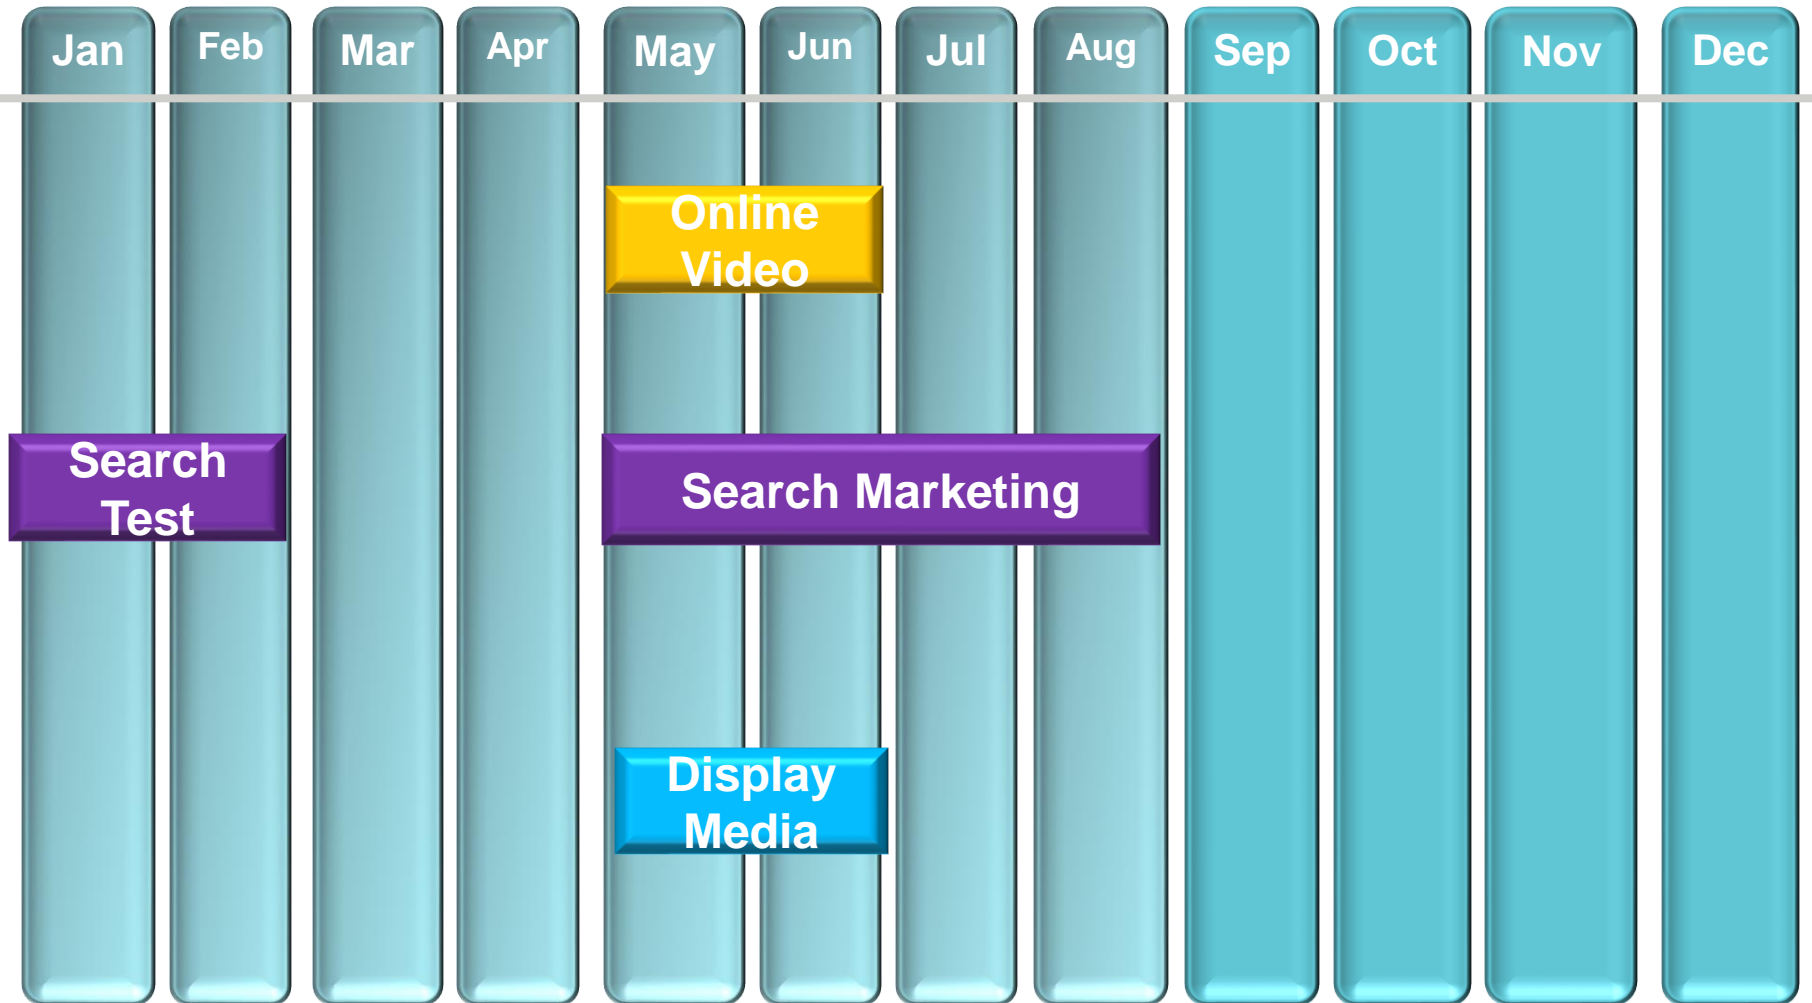 Jan Feb Mar Apr May Jun Jul Aug Sep Oct Nov Dec
Online
Video
Search
Test
Search Marketing
Display
Media